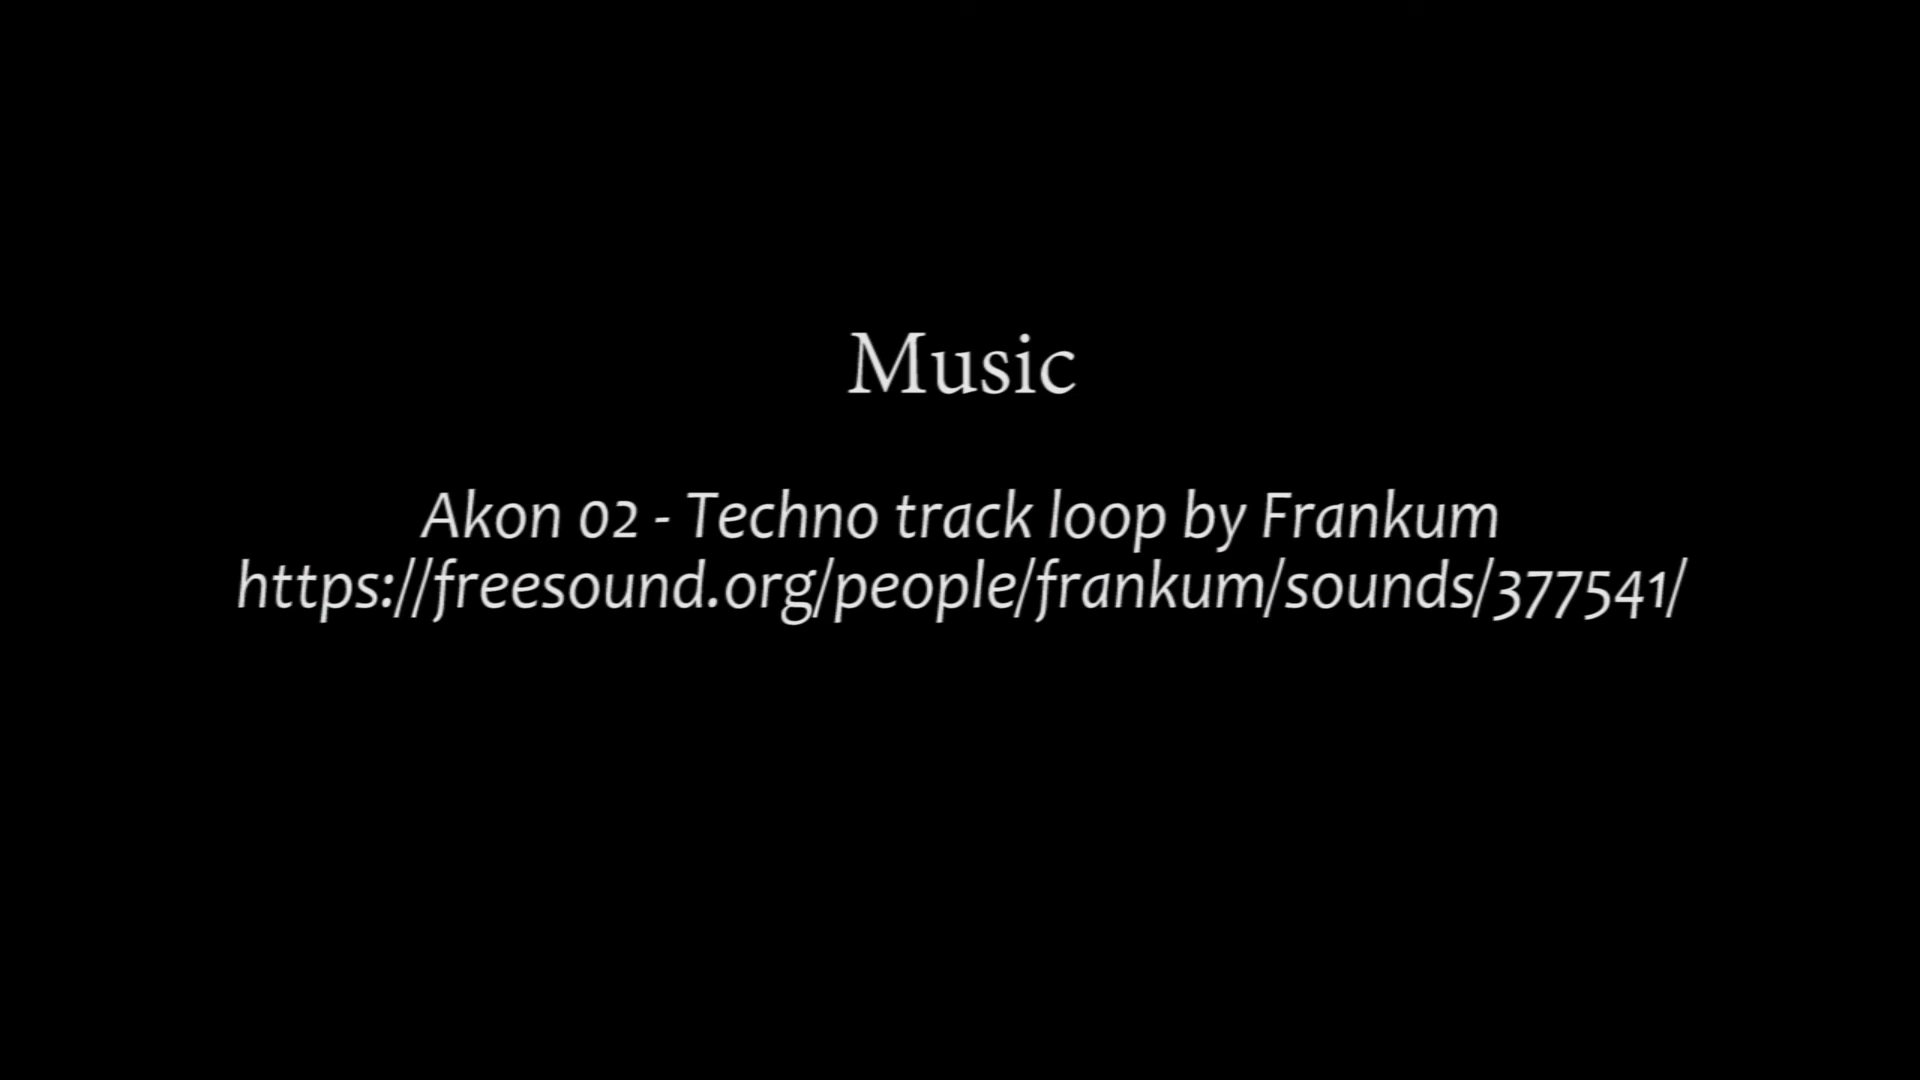 Music
Akon 02 - Techno track loop by Frankum
https://freesound.org/people/frankum/sounds/377541/